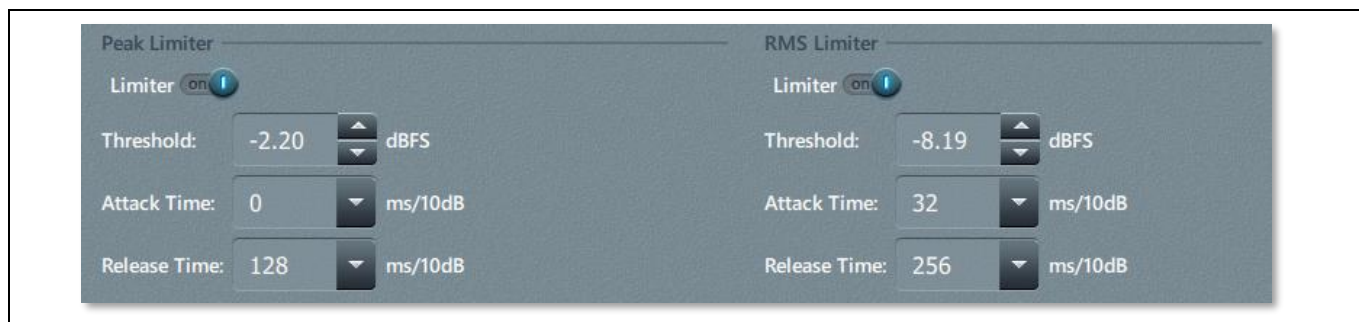 Peak Limiter
Limiter on
Threshold: -2.20 dBFS
Attack Time: 0 ms/10dB
Release Time: 128 ms/10dB
RMS Limiter
Limiter on
Threshold: -8.19 dBFS
Attack Time: 32 ms/10dB
Release Time: 256 ms/10dB